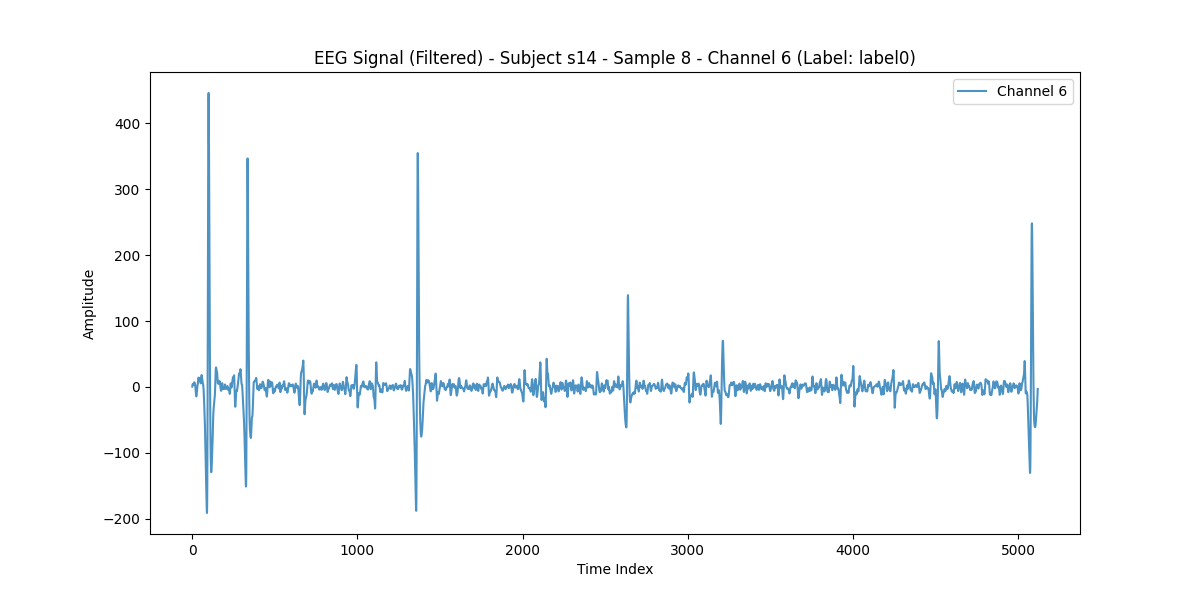 EEG Signal (Filtered) - Subject s14 - Sample 8 - Channel 6 (Label: label0)
Channel 6
400
300
200
100
0
−100
−200
Amplitude
0 1000 2000 3000 4000 5000
Time Index